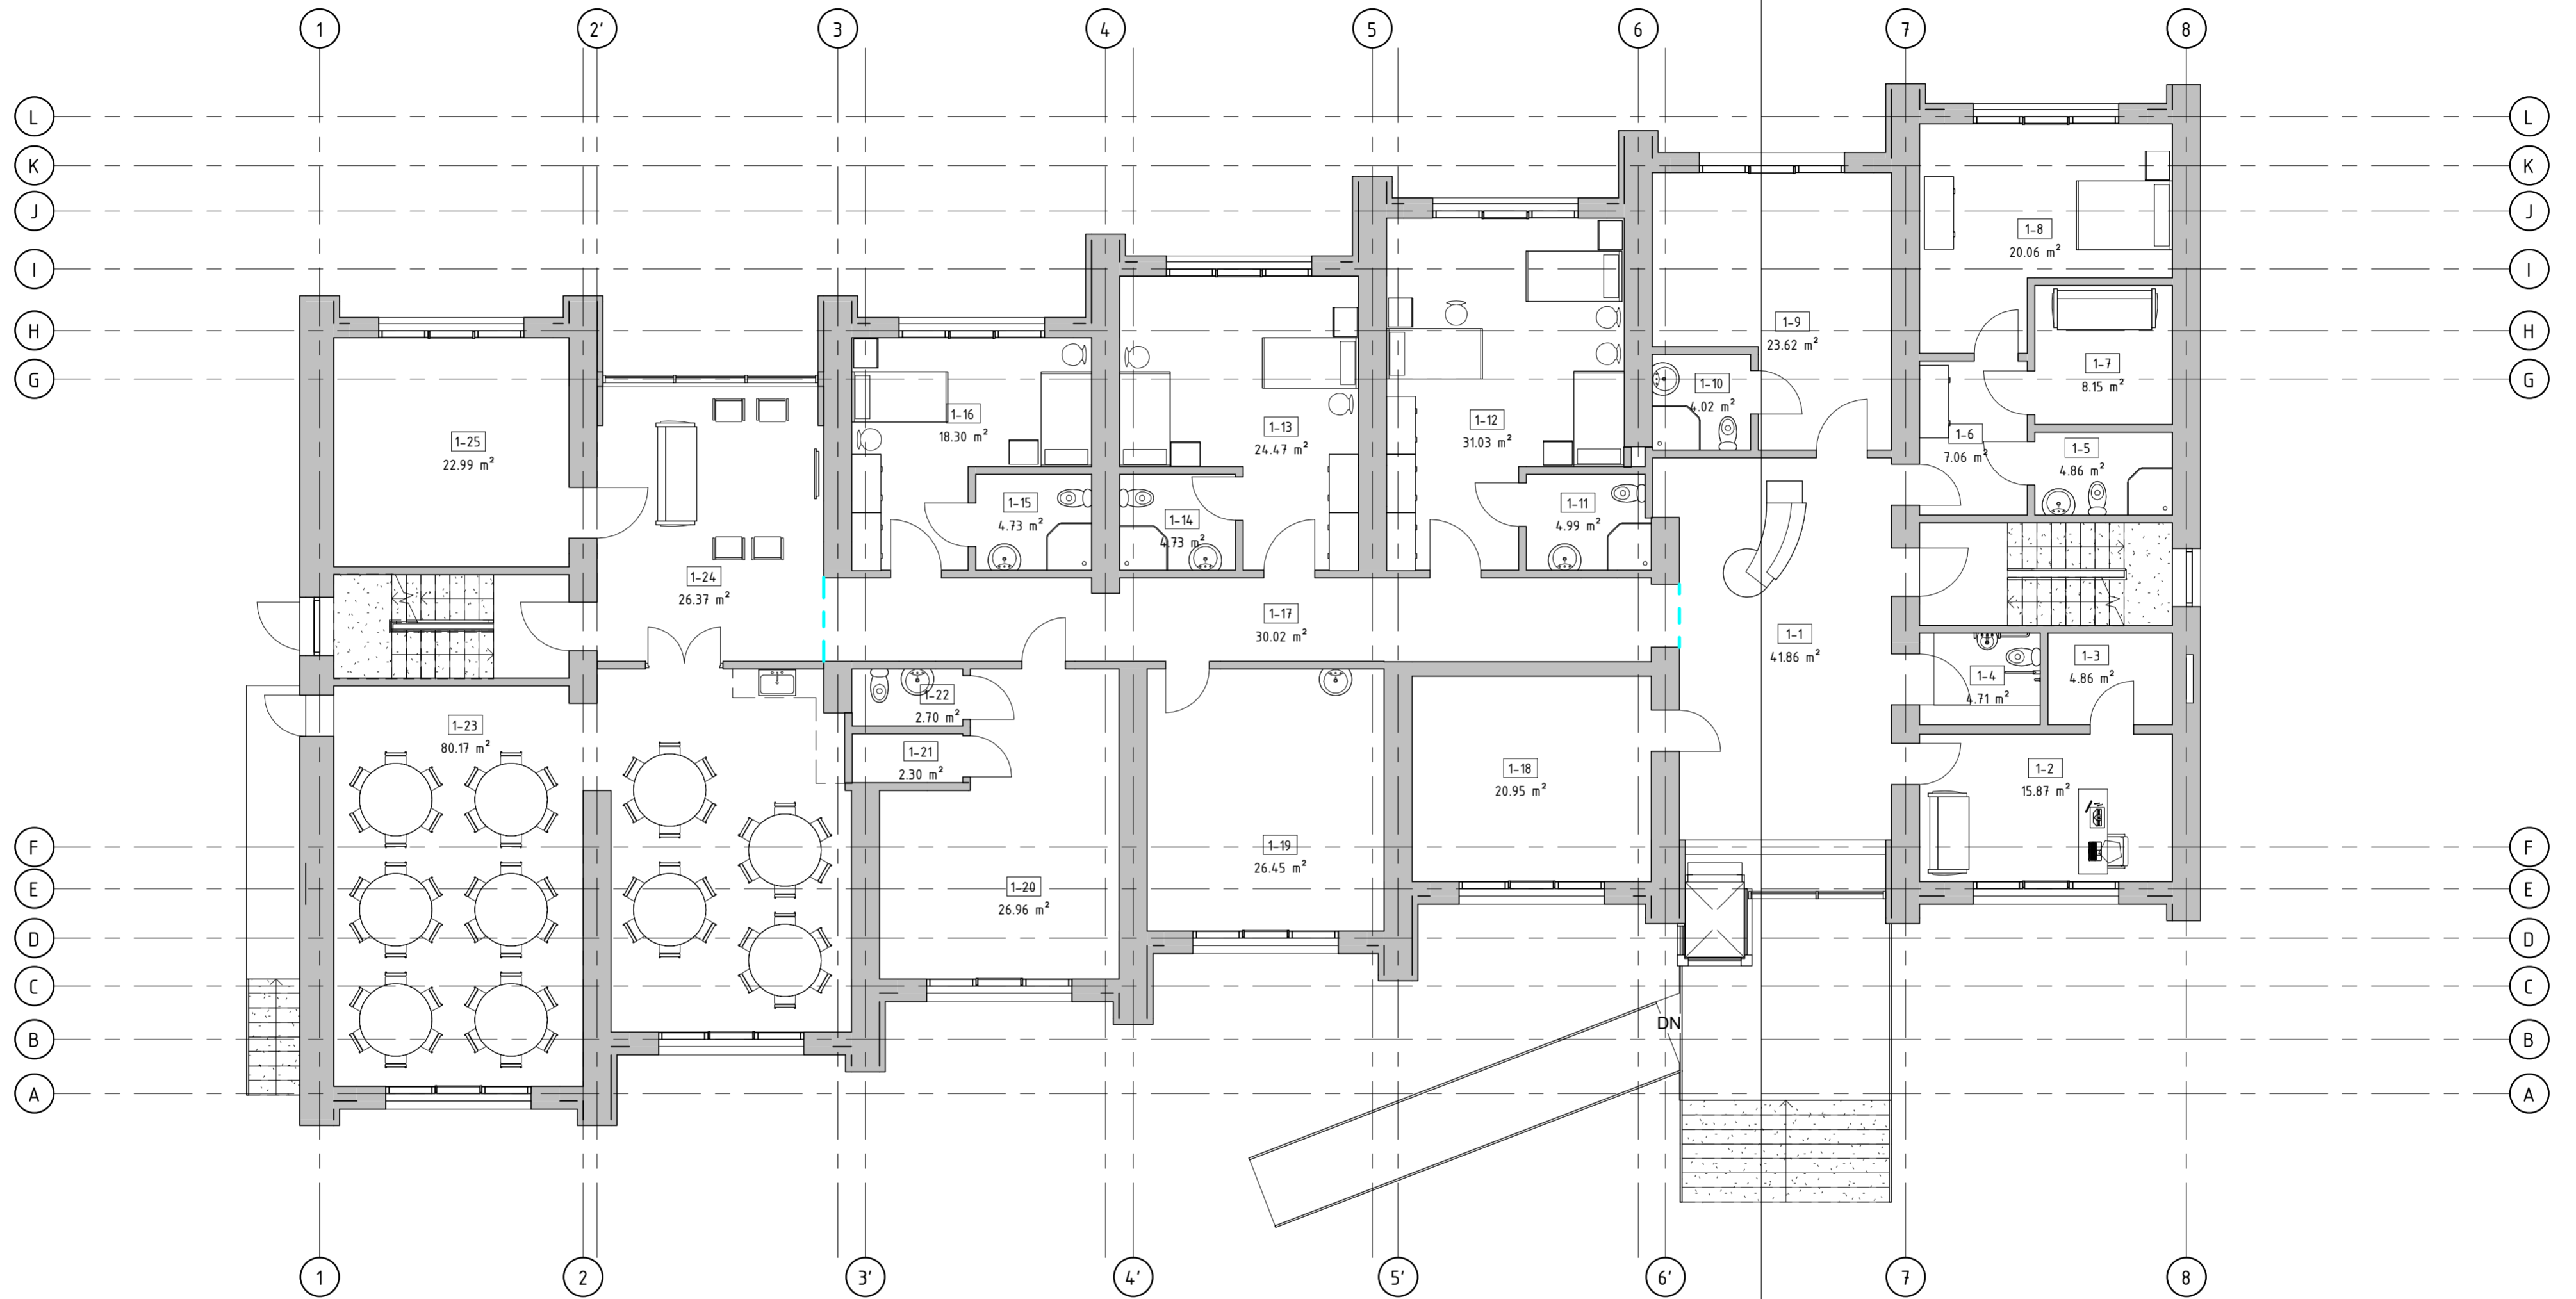 1 2' 3 4 5 6 7 8
L L
K K
J J
1-8
20.06 m²
I I
1-9
23.62 m²
H H
1-7
8.15 m²
G G
1-10
4.02 m²
1-16
18.30 m²
1-12
31.03 m²
1-13
24.47 m²
1-25
22.99 m²
1-6
7.06 m²
1-5
4.86 m²
1-15
4.73 m²
1-11
4.99 m²
1-14
4.73 m²
1-24
26.37 m²
1-17
30.02 m²
1-1
41.86 m²
1-3
4.86 m²
1-4
4.71 m²
1-22
2.70 m²
1-23
80.17 m²
1-21
2.30 m²
1-18
20.95 m²
1-2
15.87 m²
F F
1-19
26.45 m²
E E
1-20
26.96 m²
D D
C C
DN
B B
A A
1 2 3' 4' 5' 6' 7 8